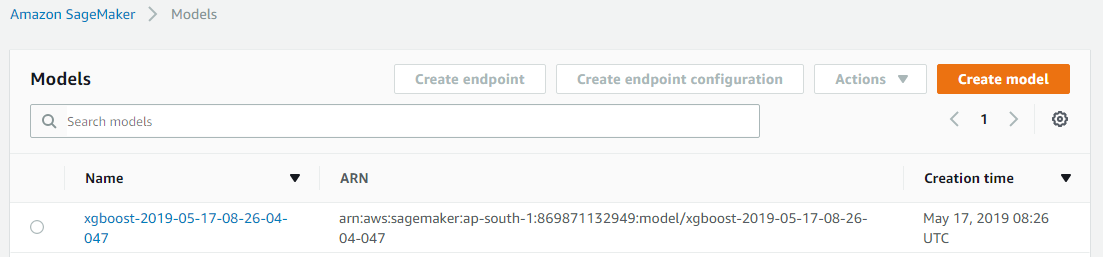 Amazon SageMaker > Models
Models
Create endpoint
Create endpoint configuration
Actions
Create model
Search models
1
Name
ARN
Creation time
xgboost-2019-05-17-08-26-04-
047
arn:aws:sagemaker:ap-south-1:869871132949:model/xgboost-2019-05-17-08-26-
04-047
May 17, 2019 08:26
UTC